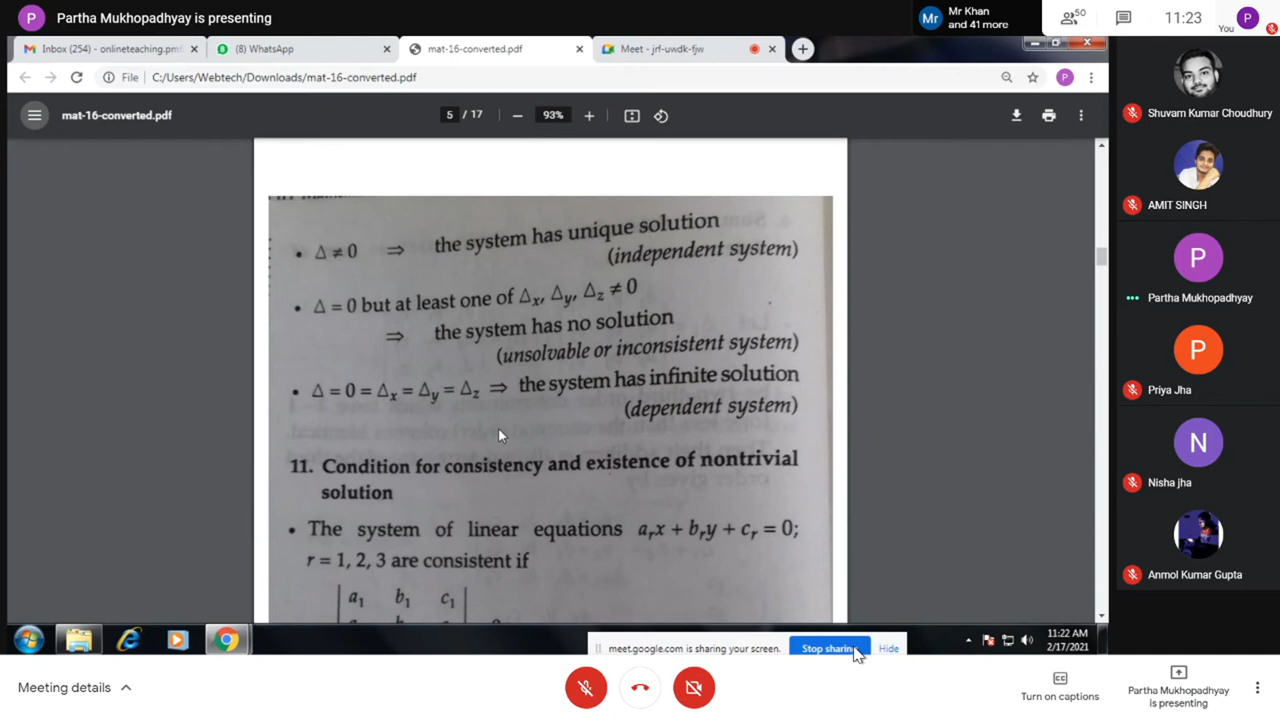 P Partha Mukhopadhyay is presenting
Mr Mr Khan
and 41 more
50
11:23
You P
Inbox (254) - onlineteaching.pm
(8) WhatsApp
mat-16-converted.pdf
Meet - jrf-uwdk-fjw
File C:/Users/Webtech/Downloads/mat-16-converted.pdf
P
mat-16-converted.pdf
5 / 17 − 93% +
• Δ ≠ 0 ⇒ the system has unique solution
(independent system)
• Δ = 0 but at least one of Δx, Δy, Δz ≠ 0
⇒ the system has no solution
(unsolvable or inconsistent system)
• Δ = 0 = Δx = Δy = Δz ⇒ the system has infinite solution
(dependent system)
11. Condition for consistency and existence of nontrivial
solution
• The system of linear equations aᵣx + bᵣy + cᵣ = 0;
r = 1, 2, 3 are consistent if
a₁ b₁ c₁
Shuvam Kumar Choudhury
AMIT SINGH
P
Partha Mukhopadhyay
P
Priya Jha
N
Nisha jha
Anmol Kumar Gupta
meet.google.com is sharing your screen. Stop sharing Hide
11:22 AM
2/17/2021
Meeting details
Turn on captions
Partha Mukhopadhyay
is presenting